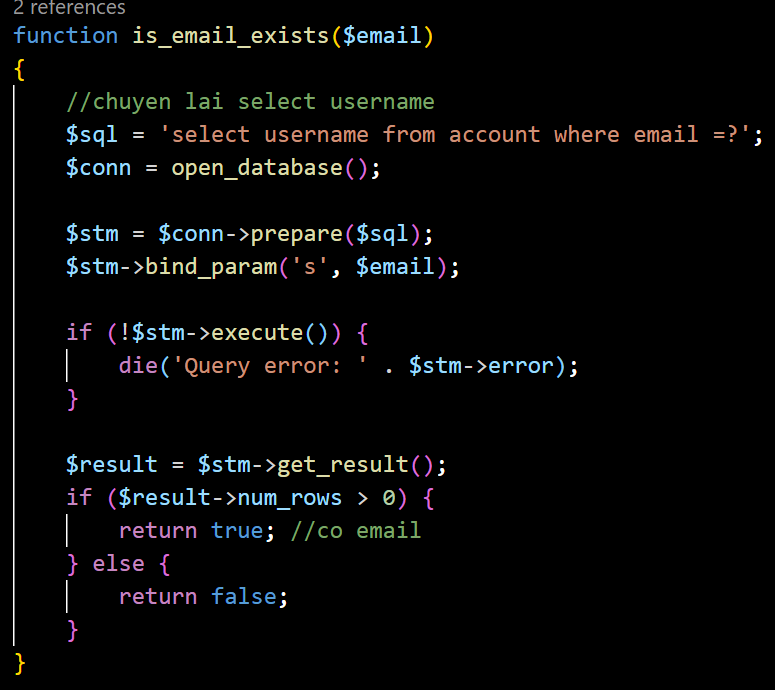 2 references
function is_email_exists($email)
{
    //chuyen lai select username
    $sql = 'select username from account where email =?';
    $conn = open_database();

    $stm = $conn->prepare($sql);
    $stm->bind_param('s', $email);

    if (!$stm->execute()) {
        die('Query error: ' . $stm->error);
    }

    $result = $stm->get_result();
    if ($result->num_rows > 0) {
        return true; //co email
    } else {
        return false;
    }
}